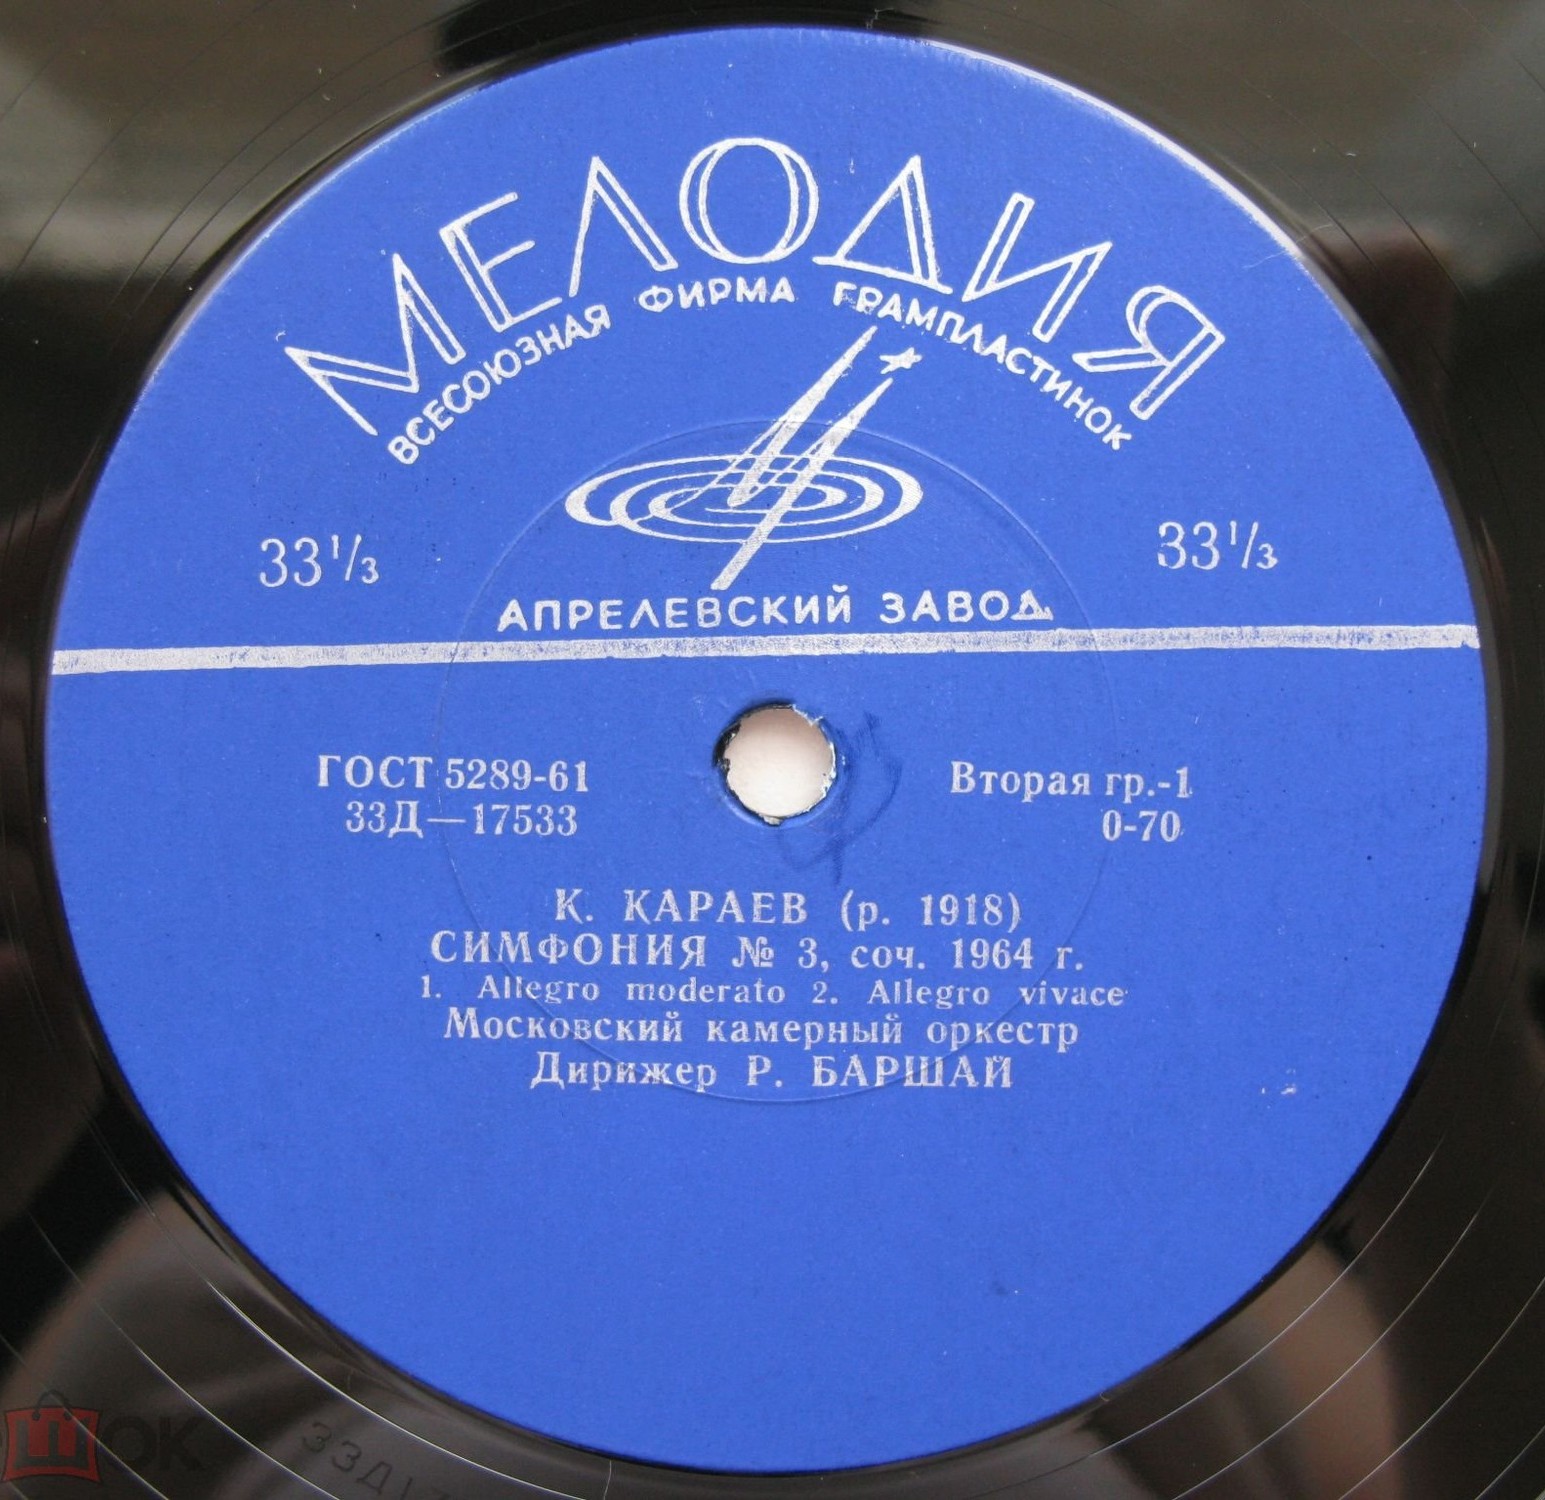 МЕЛОДИЯ
ВСЕСОЮЗНАЯ ФИРМА ГРАМПЛАСТИНОК
33⅓ 33⅓
АПРЕЛЕВСКИЙ ЗАВОД
ГОСТ 5289-61 Вторая гр.-1
33Д—17533 0-70
К. КАРАЕВ (р. 1918)
СИМФОНИЯ № 3, соч. 1964 г.
1. Allegro moderato 2. Allegro vivace
Московский камерный оркестр
Дирижер Р. БАРШАЙ
ШОК
33Д17